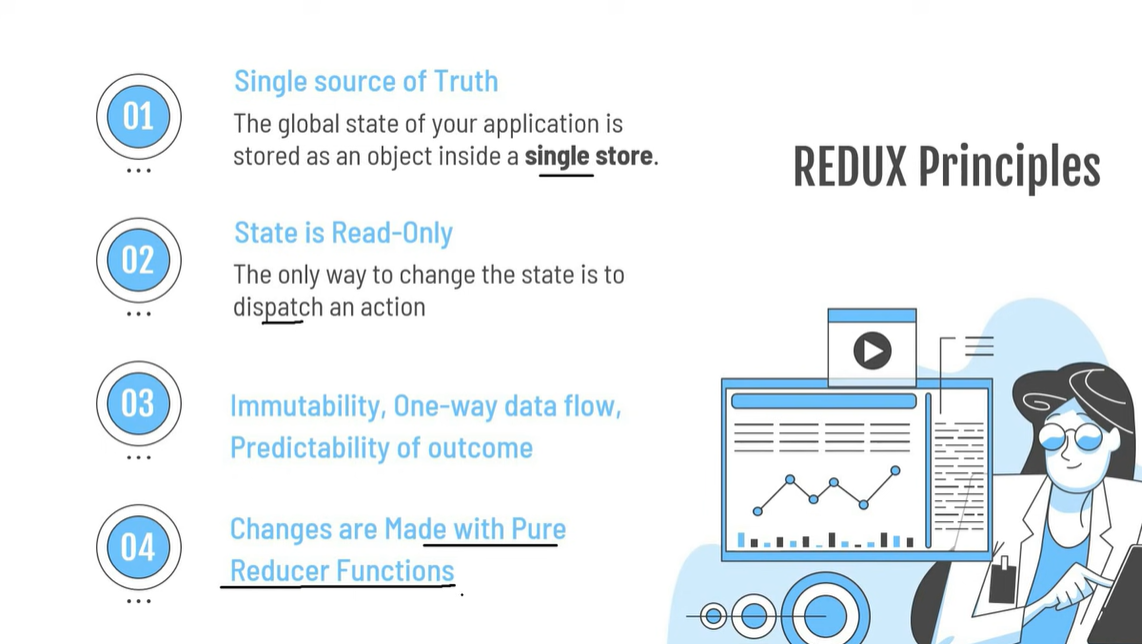 REDUX Principles
01
Single source of Truth
The global state of your application is
stored as an object inside a single store.
02
State is Read-Only
The only way to change the state is to
dispatch an action
03
Immutability, One-way data flow,
Predictability of outcome
04
Changes are Made with Pure
Reducer Functions